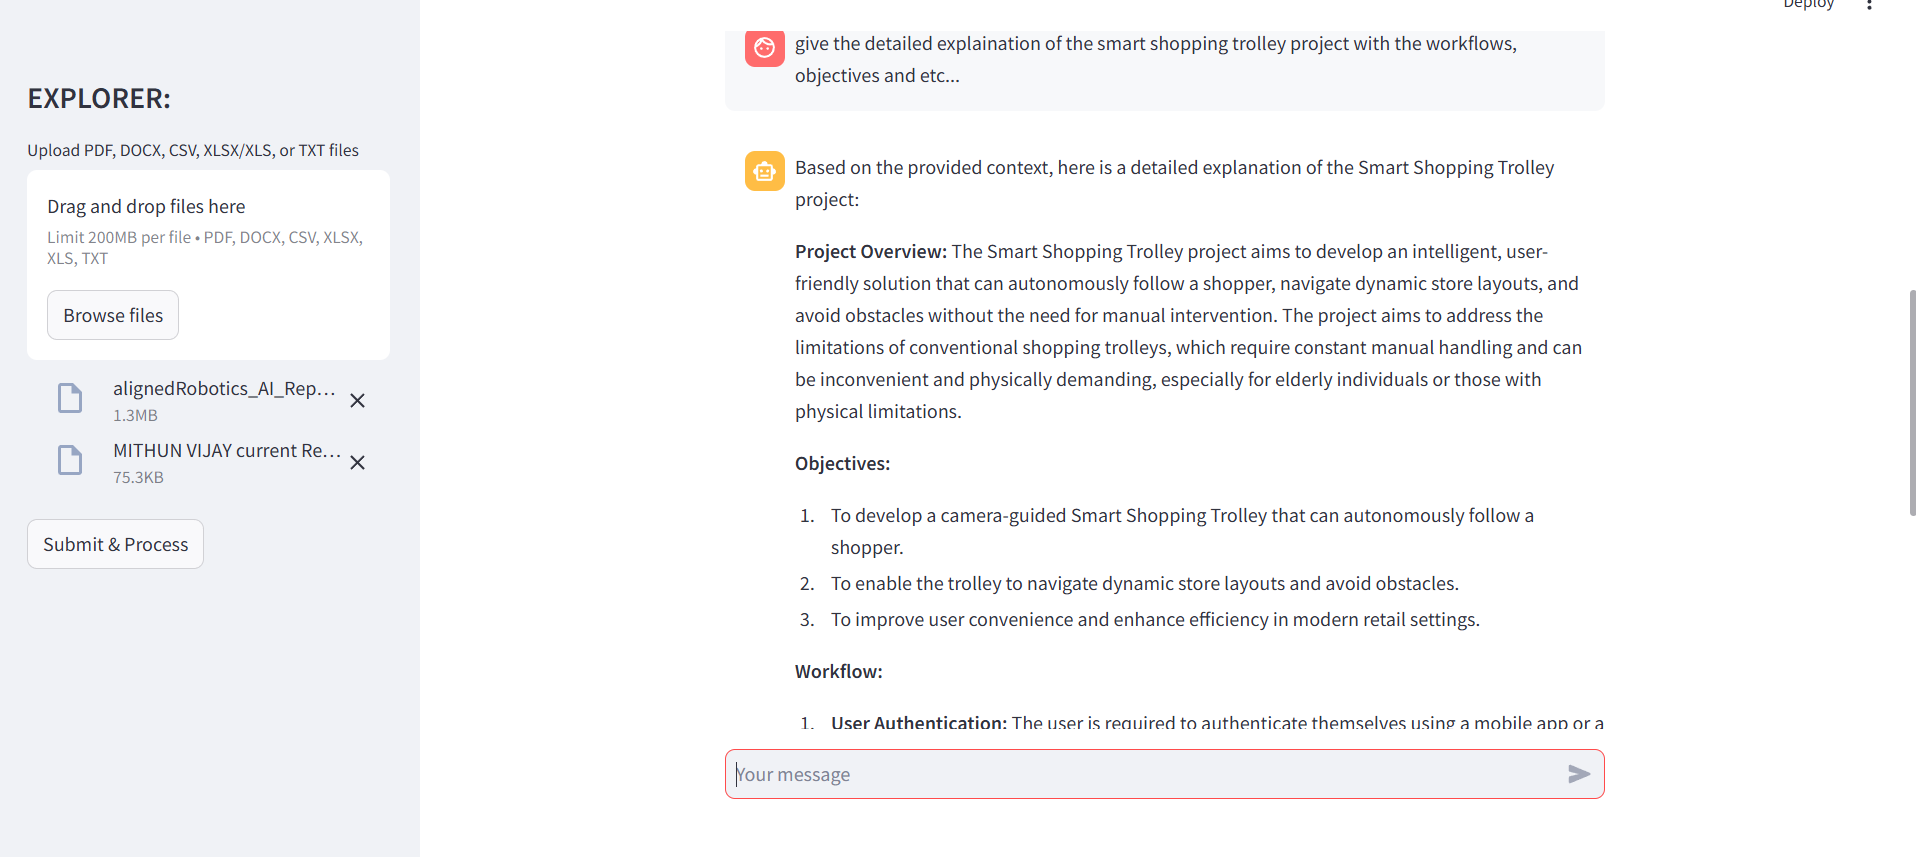 Deploy
EXPLORER:
Upload PDF, DOCX, CSV, XLSX/XLS, or TXT files
Drag and drop files here
Limit 200MB per file • PDF, DOCX, CSV, XLSX,
XLS, TXT
Browse files
alignedRobotics_AI_Rep...
1.3MB
MITHUN VIJAY current Re...
75.3KB
Submit & Process
give the detailed explaination of the smart shopping trolley project with the workflows,
objectives and etc...
Based on the provided context, here is a detailed explanation of the Smart Shopping Trolley
project:
Project Overview: The Smart Shopping Trolley project aims to develop an intelligent, user-
friendly solution that can autonomously follow a shopper, navigate dynamic store layouts, and
avoid obstacles without the need for manual intervention. The project aims to address the
limitations of conventional shopping trolleys, which require constant manual handling and can
be inconvenient and physically demanding, especially for elderly individuals or those with
physical limitations.
Objectives:
1. To develop a camera-guided Smart Shopping Trolley that can autonomously follow a
shopper.
2. To enable the trolley to navigate dynamic store layouts and avoid obstacles.
3. To improve user convenience and enhance efficiency in modern retail settings.
Workflow:
1. User Authentication: The user is required to authenticate themselves using a mobile app or a
Your message